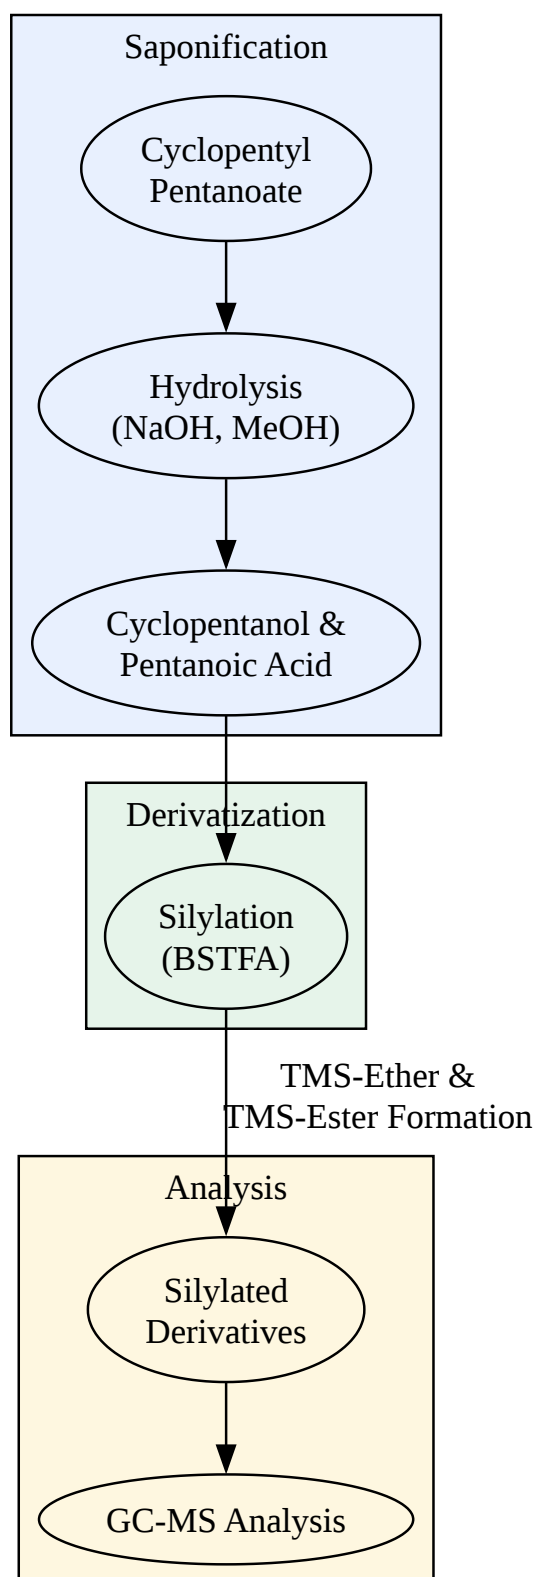 Saponification
Cyclopentyl
Pentanoate
Hydrolysis
(NaOH, MeOH)
Cyclopentanol &
Pentanoic Acid
Derivatization
Silylation
(BSTFA)
TMS-Ether &
TMS-Ester Formation
Analysis
Silylated
Derivatives
GC-MS Analysis